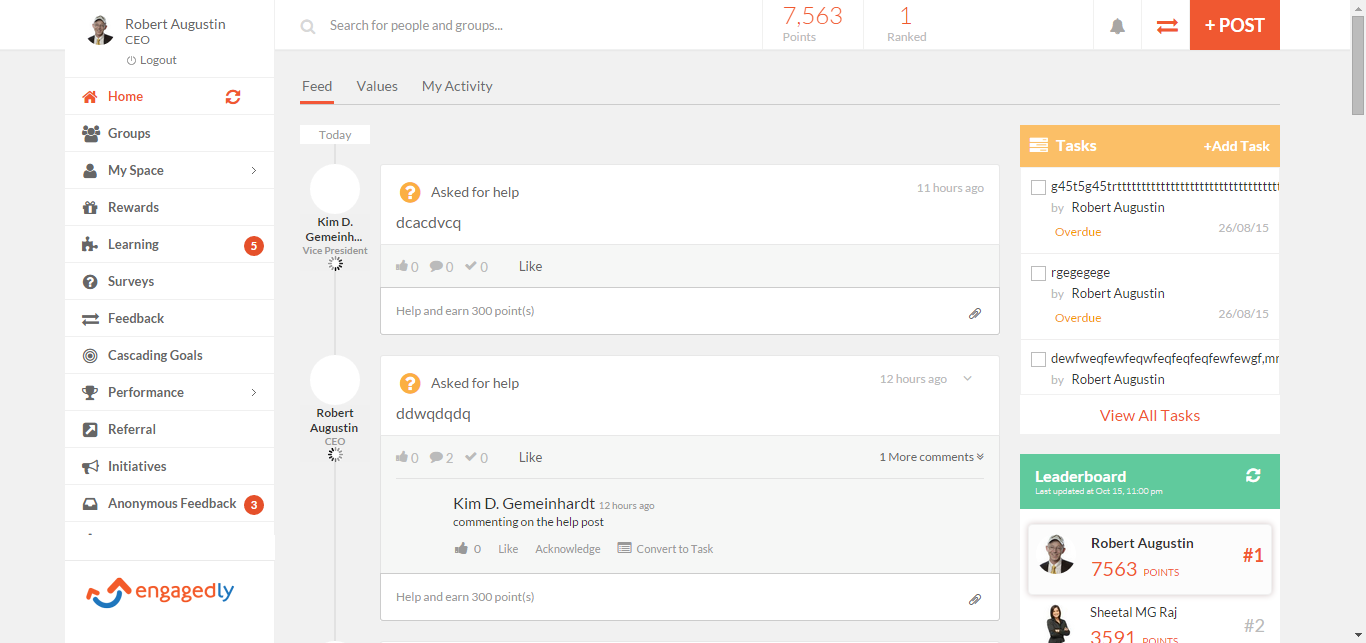 Robert Augustin
CEO
Logout
Search for people and groups...
7,563
Points
1
Ranked
+ POST
Home
Groups
My Space
Rewards
Learning
5
Surveys
Feedback
Cascading Goals
Performance
Referral
Initiatives
Anonymous Feedback
3
engagedly
Feed
Values
My Activity
Today
Kim D.
Gemeinh...
Vice President
Asked for help
11 hours ago
dcacdvcq
0 0 0 Like
Help and earn 300 point(s)
Robert
Augustin
CEO
Asked for help
12 hours ago
ddwqdqdq
0 2 0 Like
1 More comments
Kim D. Gemeinhardt 12 hours ago
commenting on the help post
0 Like Acknowledge Convert to Task
Help and earn 300 point(s)
Tasks
+Add Task
by Robert Augustin
Overdue
26/08/15
rgegegege
by Robert Augustin
Overdue
26/08/15
dewfweqfewfeqwfeqfeqfeqfewfewgf,mr
by Robert Augustin
View All Tasks
Leaderboard
Last updated at Oct 15, 11:00 pm
Robert Augustin
7563 POINTS
#1
Sheetal MG Raj
3591 POINTS
#2